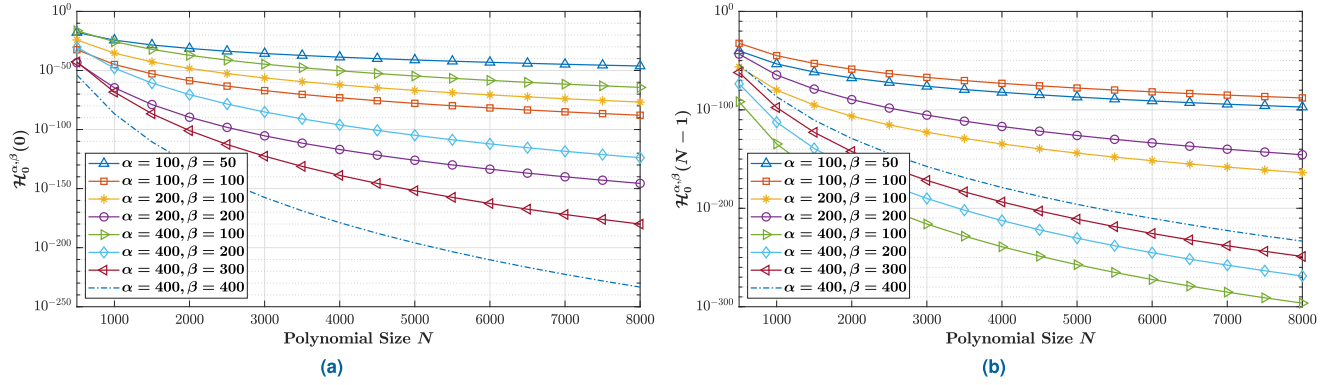 10^0
10^-50
10^-100
10^-150
10^-200
10^-250
ℋ_0^{α,β}(0)
α = 100, β = 50
α = 100, β = 100
α = 200, β = 100
α = 200, β = 200
α = 400, β = 100
α = 400, β = 200
α = 400, β = 300
α = 400, β = 400
1000 2000 3000 4000 5000 6000 7000 8000
Polynomial Size N
(a)
10^0
10^-100
10^-200
10^-300
ℋ_0^{α,β}(N − 1)
α = 100, β = 50
α = 100, β = 100
α = 200, β = 100
α = 200, β = 200
α = 400, β = 100
α = 400, β = 200
α = 400, β = 300
α = 400, β = 400
1000 2000 3000 4000 5000 6000 7000 8000
Polynomial Size N
(b)